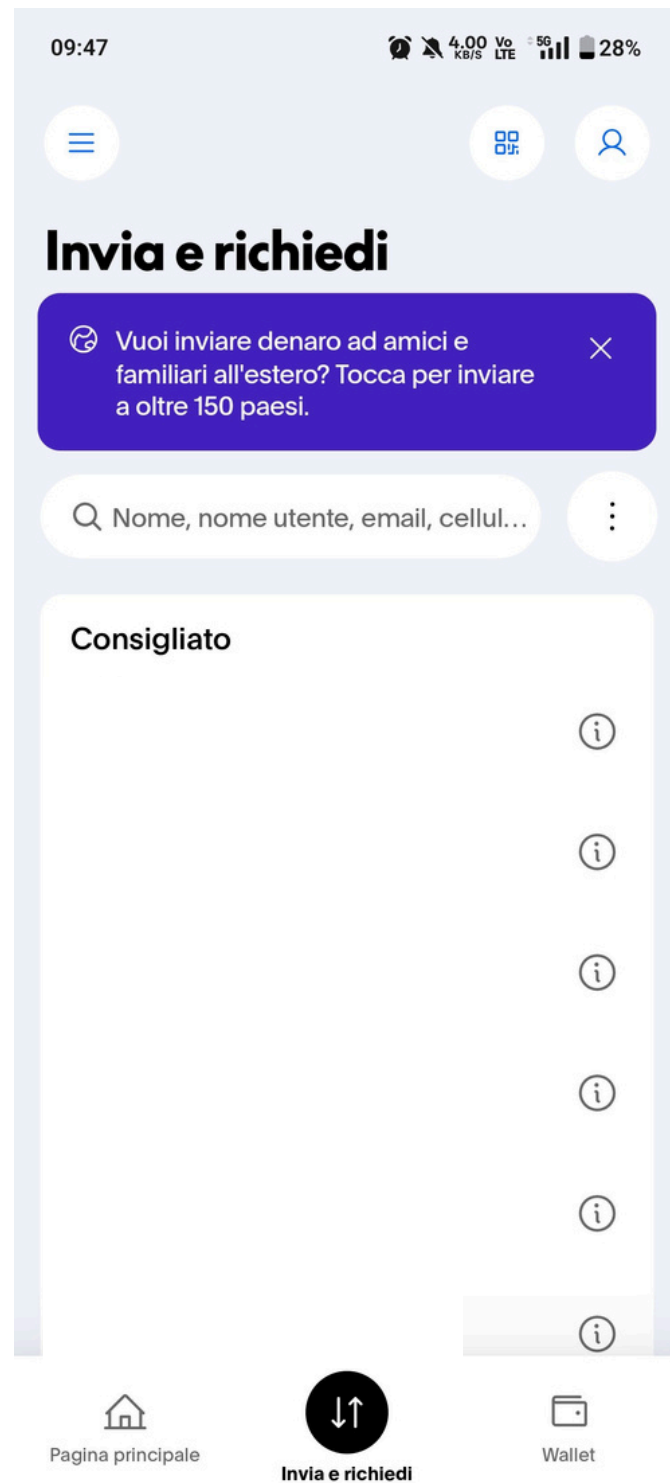 09:47
4.00 KB/S Vo LTE 5G 28%
Invia e richiedi
Vuoi inviare denaro ad amici e
familiari all'estero? Tocca per inviare
a oltre 150 paesi.
Nome, nome utente, email, cellul...
Consigliato
Pagina principale
Invia e richiedi
Wallet